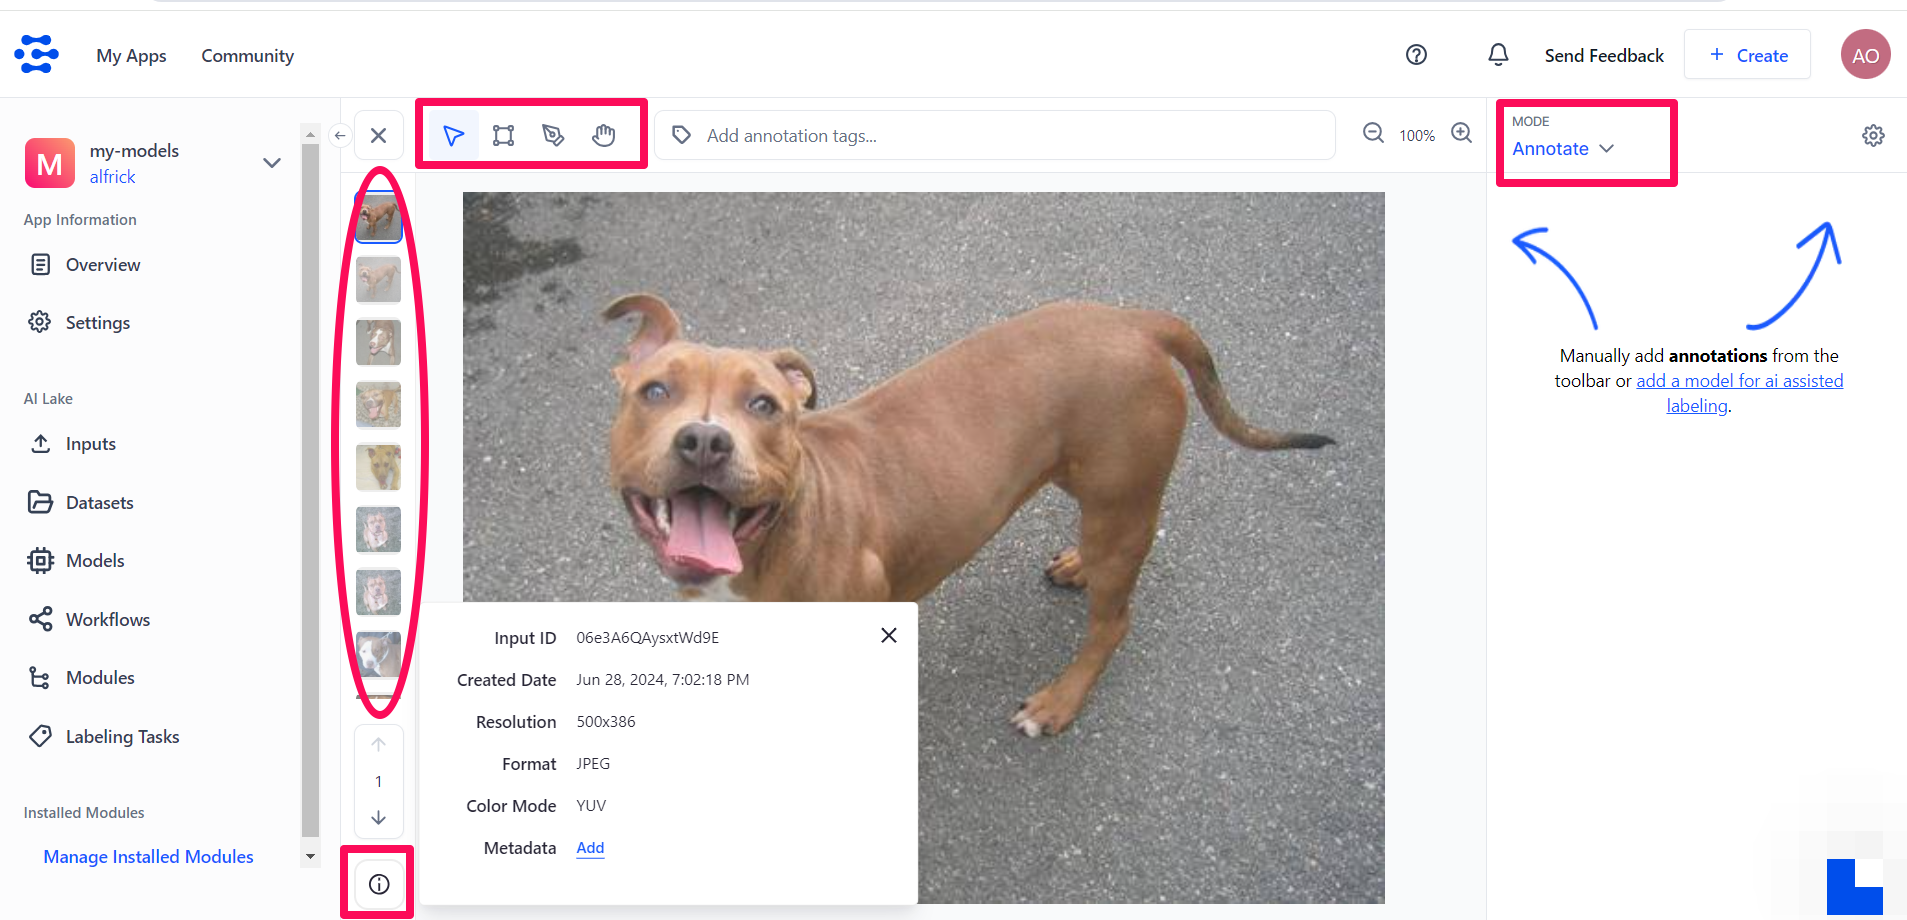 My Apps
Community
Send Feedback
+ Create
AO
M
my-models
alfrick
App Information
Overview
Settings
AI Lake
Inputs
Datasets
Models
Workflows
Modules
Labeling Tasks
Installed Modules
Manage Installed Modules
1
Add annotation tags...
100%
Input ID 06e3A6QAysxtWd9E
Created Date Jun 28, 2024, 7:02:18 PM
Resolution 500x386
Format JPEG
Color Mode YUV
Metadata Add
MODE
Annotate
Manually add annotations from the
toolbar or add a model for ai assisted
labeling.